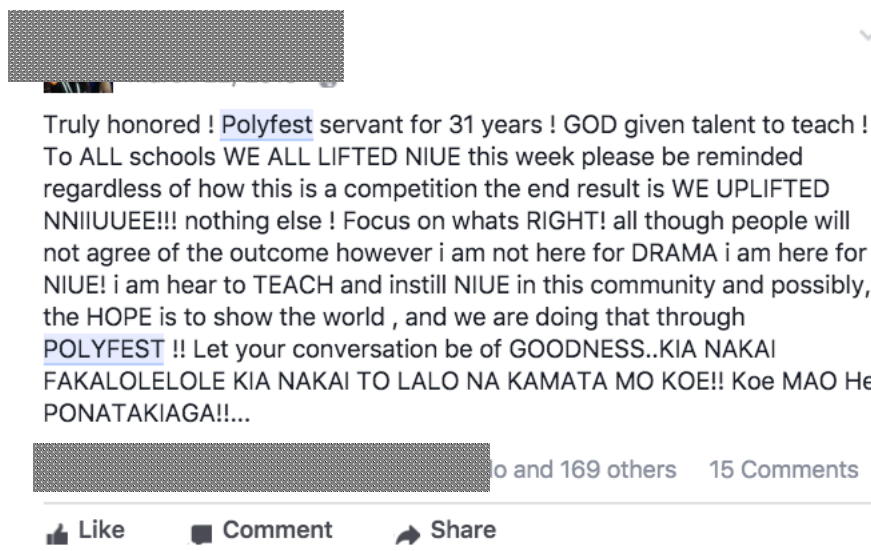 Truly honored ! Polyfest servant for 31 years ! GOD given talent to teach !
To ALL schools WE ALL LIFTED NIUE this week please be reminded
regardless of how this is a competition the end result is WE UPLIFTED
NNIIUUEE!!! nothing else ! Focus on whats RIGHT! all though people will
not agree of the outcome however i am not here for DRAMA i am here for
NIUE! i am hear to TEACH and instill NIUE in this community and possibly,
the HOPE is to show the world , and we are doing that through
POLYFEST !! Let your conversation be of GOODNESS..KIA NAKAI
FAKALOLELOLE KIA NAKAI TO LALO NA KAMATA MO KOE!! Koe MAO He
PONATAKIAGA!!...
and 169 others 15 Comments
Like Comment Share